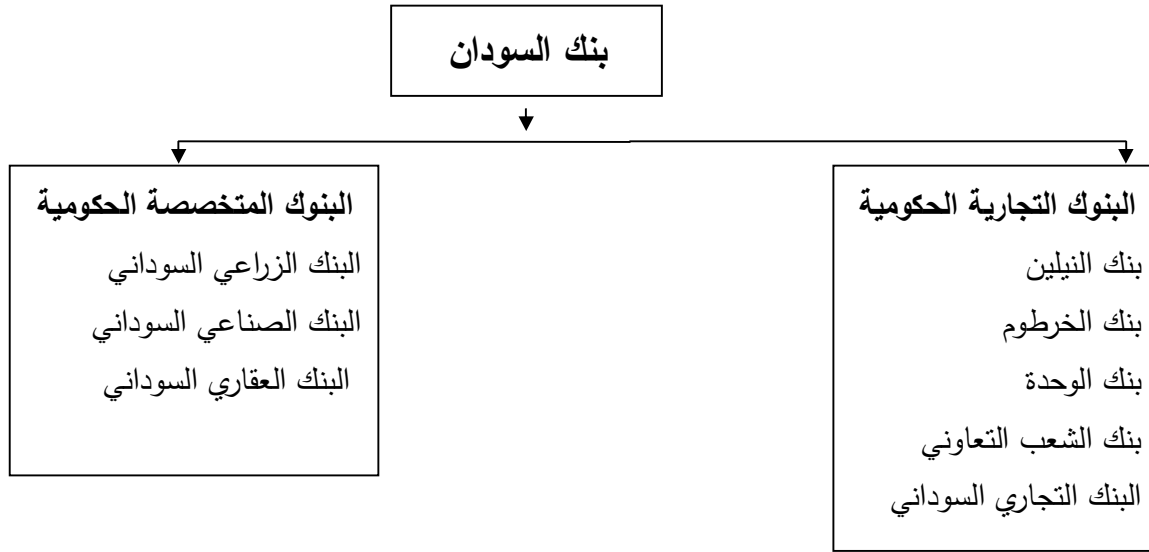 بنك السودان
البنوك التجارية الحكومية
بنك النيلين
بنك الخرطوم
بنك الوحدة
بنك الشعب التعاوني
البنك التجاري السوداني
البنوك المتخصصة الحكومية
البنك الزراعي السوداني
البنك الصناعي السوداني
البنك العقاري السوداني